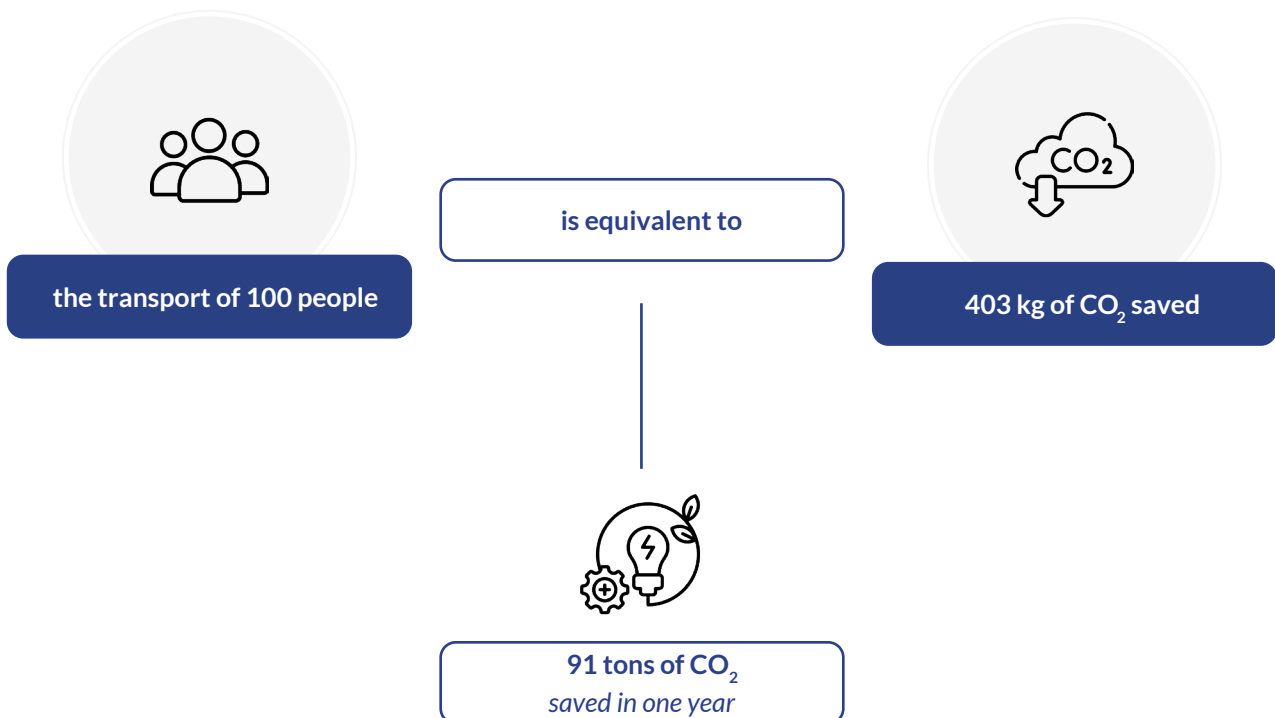 CO₂
is equivalent to
the transport of 100 people
403 kg of CO₂ saved
91 tons of CO₂
saved in one year